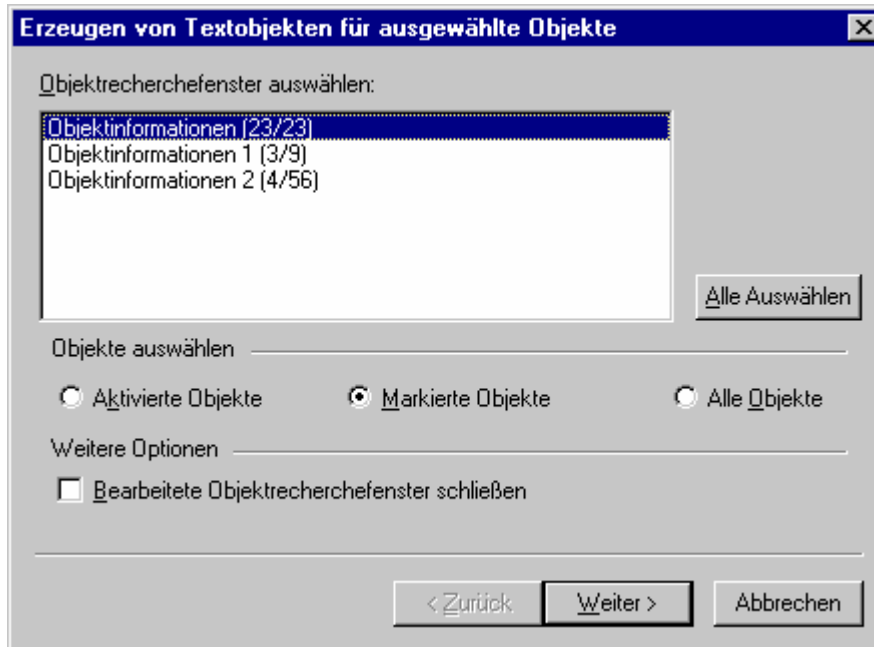 Erzeugen von Textobjekten für ausgewählte Objekte
Objektrecherchefenster auswählen:
Objektinformationen (23/23)
Objektinformationen 1 (3/9)
Objektinformationen 2 (4/56)
Alle Auswählen
Objekte auswählen
Aktivierte Objekte Markierte Objekte Alle Objekte
Weitere Optionen
Bearbeitete Objektrecherchefenster schließen
< Zurück Weiter > Abbrechen